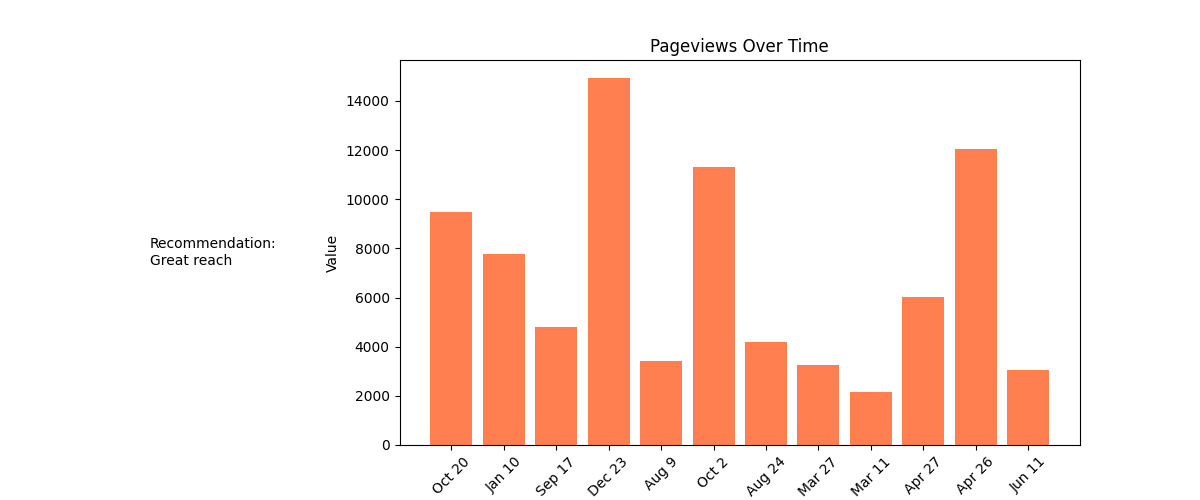 Pageviews Over Time
Recommendation:
Great reach
Value
14000
12000
10000
8000
6000
4000
2000
0
Oct 20
Jan 10
Sep 17
Dec 23
Aug 9
Oct 2
Aug 24
Mar 27
Mar 11
Apr 27
Apr 26
Jun 11